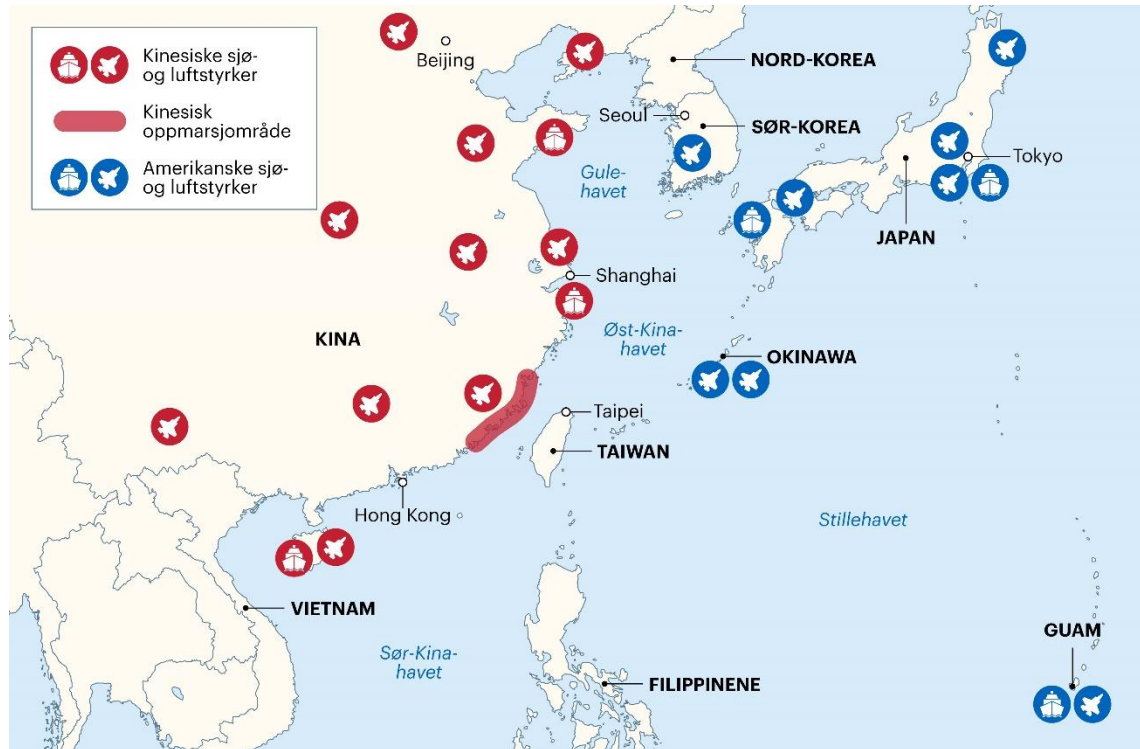 Kinesiske sjø-
og luftstyrker
Kinesisk
oppmarsjområde
Amerikanske sjø-
og luftstyrker
Beijing
NORD-KOREA
Seoul
SØR-KOREA
Tokyo
Gule-
havet
JAPAN
Shanghai
KINA
Øst-Kina-
havet
OKINAWA
Taipei
TAIWAN
Hong Kong
Stillehavet
VIETNAM
GUAM
Sør-Kina-
havet
FILIPPINENE